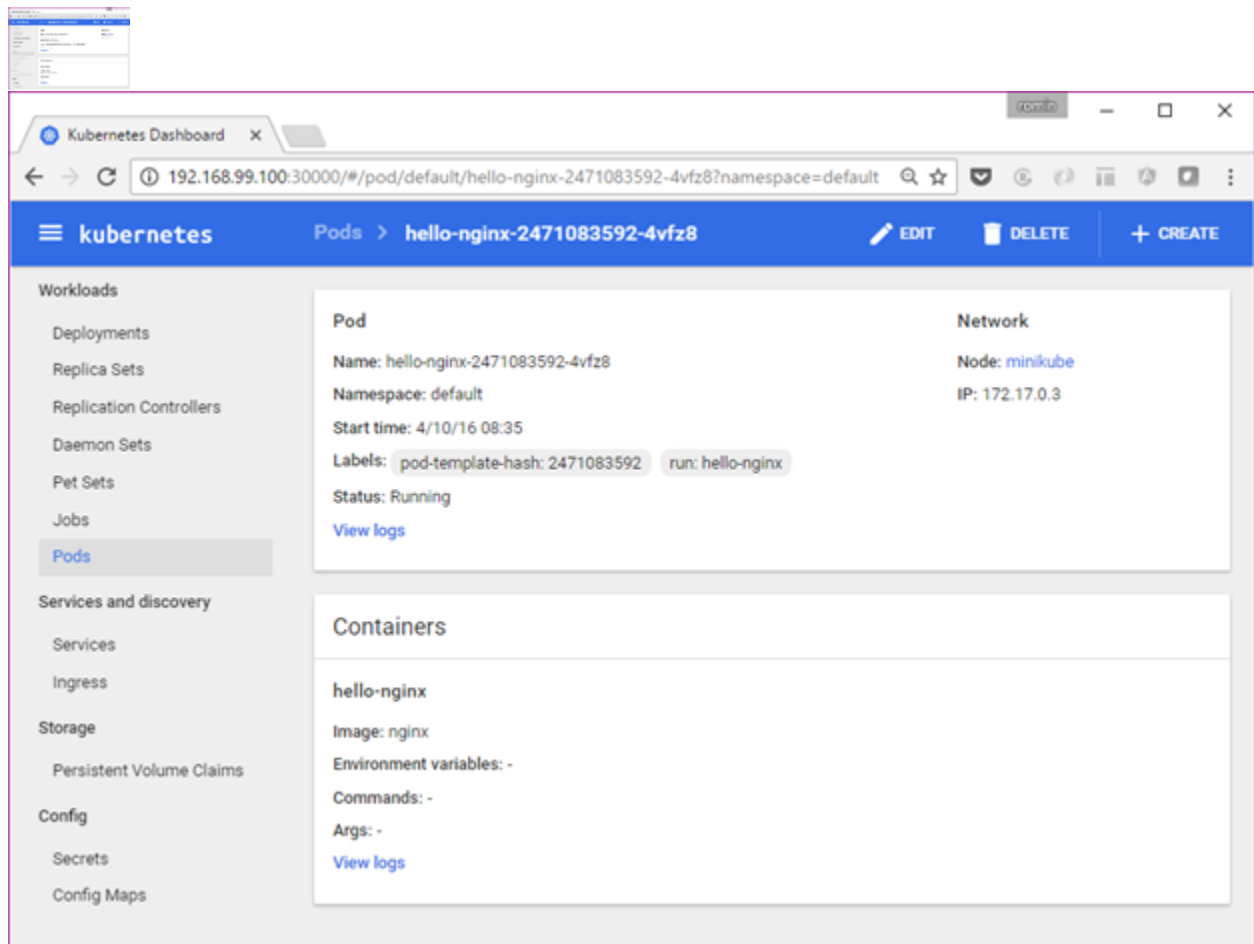 romin
Kubernetes Dashboard
192.168.99.100:30000/#/pod/default/hello-nginx-2471083592-4vfz8?namespace=default
kubernetes
Pods > hello-nginx-2471083592-4vfz8
EDIT
DELETE
+ CREATE
Workloads
Deployments
Replica Sets
Replication Controllers
Daemon Sets
Pet Sets
Jobs
Pods
Services and discovery
Services
Ingress
Storage
Persistent Volume Claims
Config
Secrets
Config Maps
Pod
Name: hello-nginx-2471083592-4vfz8
Namespace: default
Start time: 4/10/16 08:35
Labels: pod-template-hash: 2471083592 run: hello-nginx
Status: Running
View logs
Network
Node: minikube
IP: 172.17.0.3
Containers
hello-nginx
Image: nginx
Environment variables: -
Commands: -
Args: -
View logs